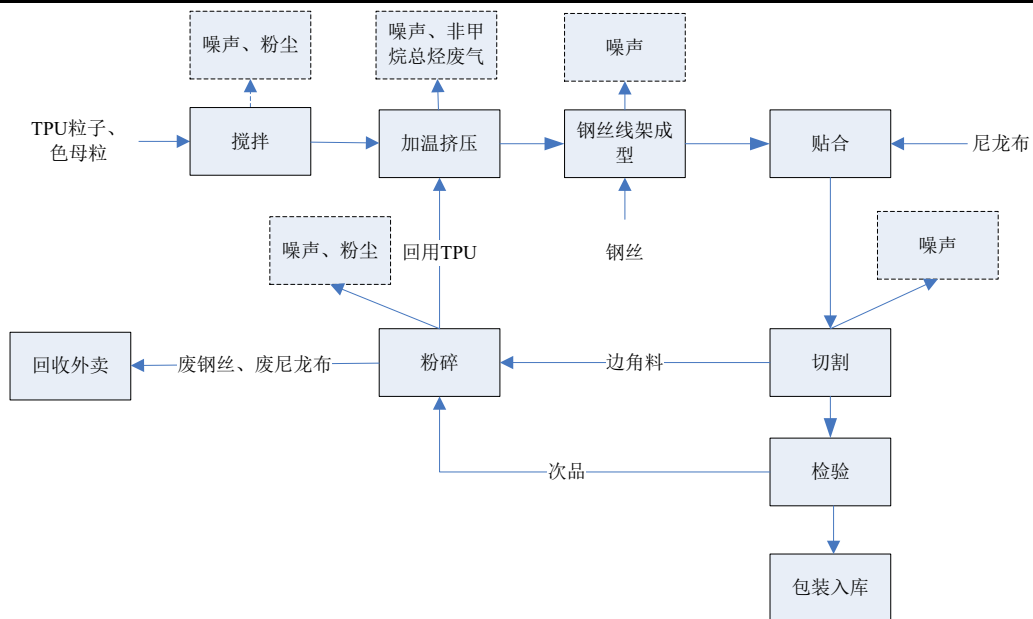 噪声、粉尘
噪声、非甲
烷总烃废气
噪声
TPU粒子、
色母粒
搅拌
加温挤压
钢丝线架成
型
贴合
尼龙布
噪声、粉尘
回用TPU
钢丝
噪声
回收外卖
废钢丝、废尼龙布
粉碎
边角料
切割
次品
检验
包装入库